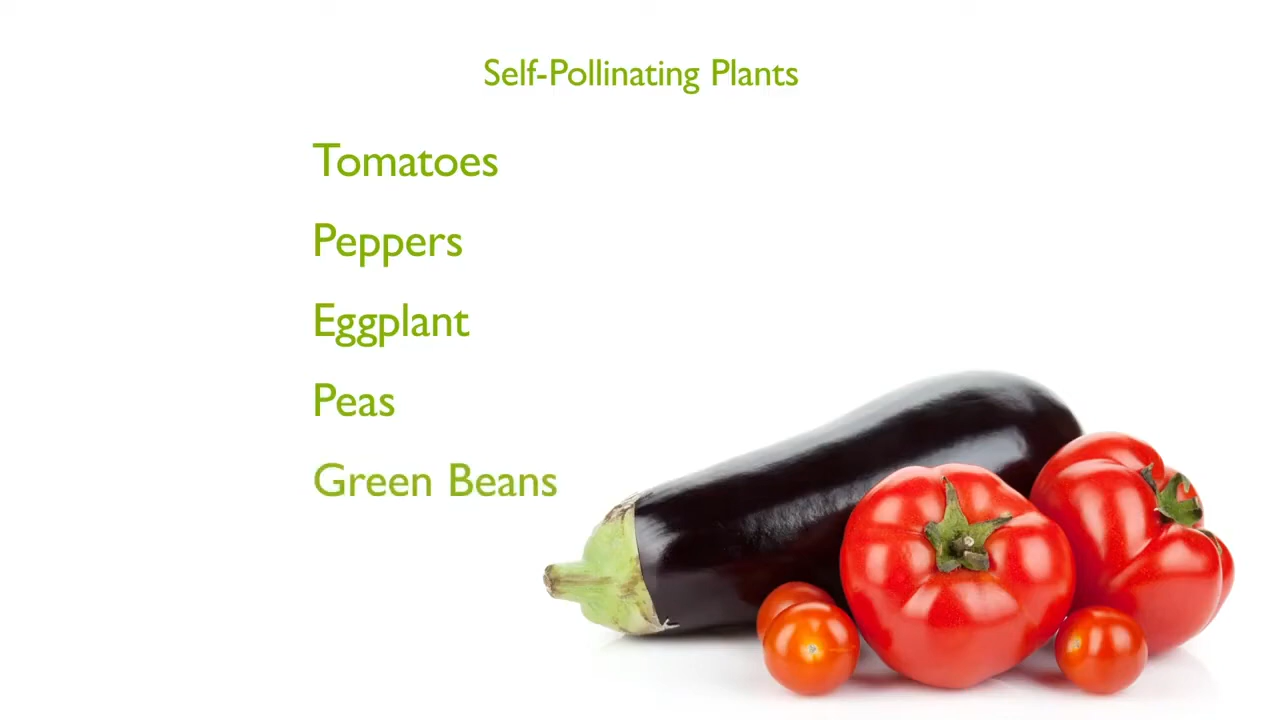 Self-Pollinating Plants
Tomatoes
Peppers
Eggplant
Peas
Green Beans